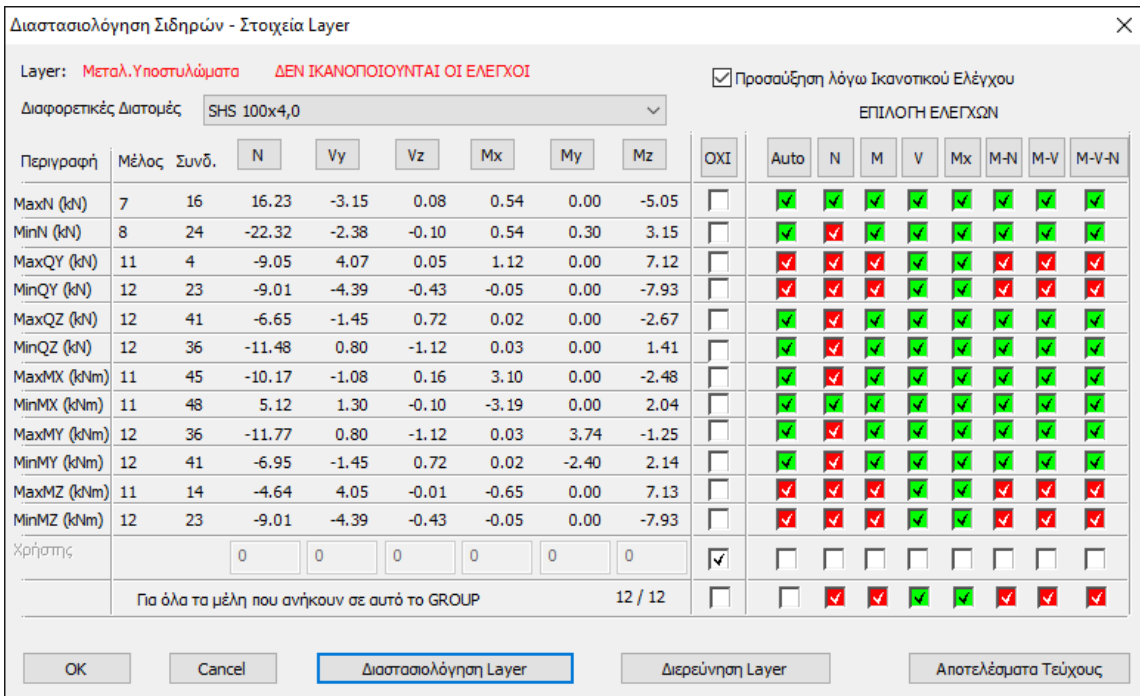 Διαστασιολόγηση Σιδηρών - Στοιχεία Layer
Layer: Μεταλ.Υποστυλώματα ΔΕΝ ΙΚΑΝΟΠΟΙΟΥΝΤΑΙ ΟΙ ΕΛΕΓΧΟΙ
Προσαύξηση λόγω Ικανοτικού Ελέγχου
Διαφορετικές Διατομές SHS 100x4,0
ΕΠΙΛΟΓΗ ΕΛΕΓΧΩΝ
Περιγραφή Μέλος Συνδ. N Vy Vz Mx My Mz ΟΧΙ Auto N M V Mx M-N M-V M-V-N
MaxN (kN) 7 16 16.23 -3.15 0.08 0.54 0.00 -5.05
MinN (kN) 8 24 -22.32 -2.38 -0.10 0.54 0.30 3.15
MaxQY (kN) 11 4 -9.05 4.07 0.05 1.12 0.00 7.12
MinQY (kN) 12 23 -9.01 -4.39 -0.43 -0.05 0.00 -7.93
MaxQZ (kN) 12 41 -6.65 -1.45 0.72 0.02 0.00 -2.67
MinQZ (kN) 12 36 -11.48 0.80 -1.12 0.03 0.00 1.41
MaxMX (kNm) 11 45 -10.17 -1.08 0.16 3.10 0.00 -2.48
MinMX (kNm) 11 48 5.12 1.30 -0.10 -3.19 0.00 2.04
MaxMY (kNm) 12 36 -11.77 0.80 -1.12 0.03 3.74 -1.25
MinMY (kNm) 12 41 -6.95 -1.45 0.72 0.02 -2.40 2.14
MaxMZ (kNm) 11 14 -4.64 4.05 -0.01 -0.65 0.00 7.13
MinMZ (kNm) 12 23 -9.01 -4.39 -0.43 -0.05 0.00 -7.93
Χρήστης 0 0 0 0 0 0
Για όλα τα μέλη που ανήκουν σε αυτό το GROUP 12 / 12
OK Cancel Διαστασιολόγηση Layer Διερεύνηση Layer Αποτελέσματα Τεύχους